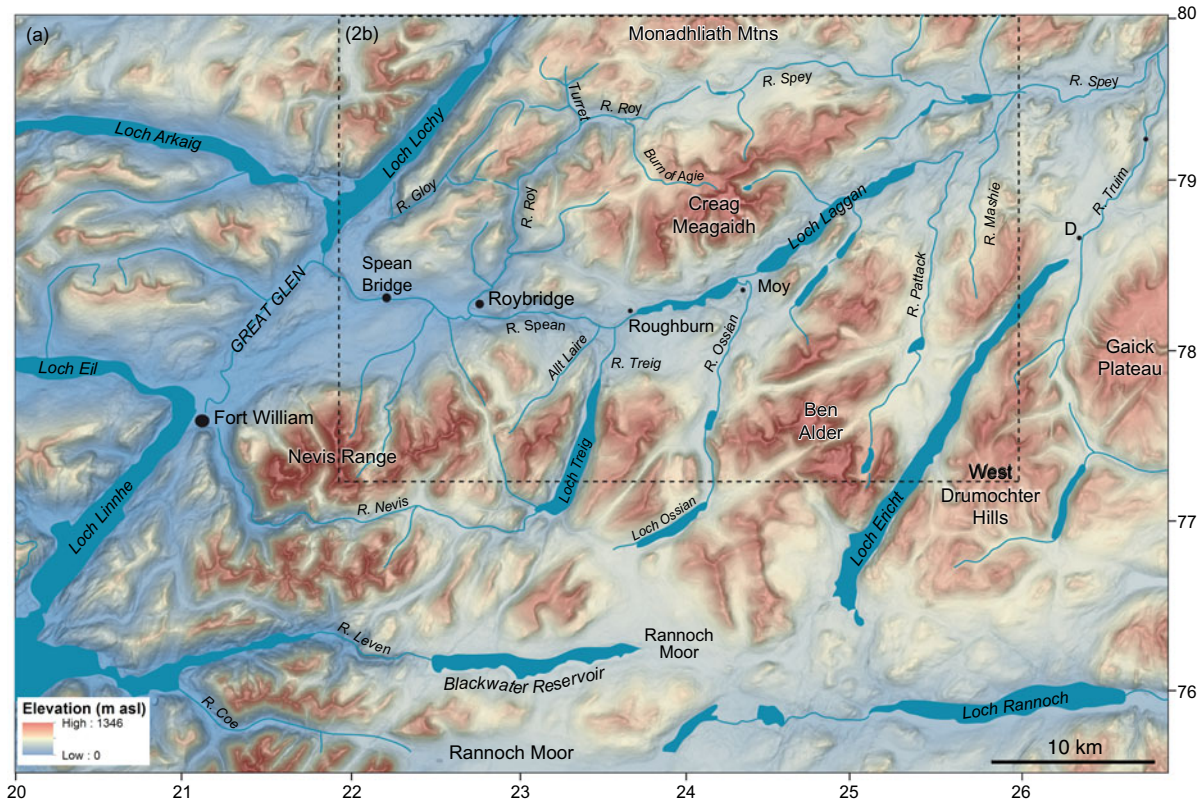 80
(a)
(2b)
Monadhliath Mtns
R. Spey
R. Spey
Turret
R. Roy
Loch Arkaig
Loch Lochy
Burn of Agie
R. Truim
79
R. Gloy
R. Roy
Creag
Meagaidh
Loch Laggan
R. Mashie
D
GREAT GLEN
Spean
Bridge
R. Pattack
Moy
Roybridge
R. Spean
Roughburn
R. Ossian
78
Allt Laire
R. Treig
Gaick
Plateau
Loch Eil
Fort William
Ben
Alder
Nevis Range
Loch Treig
West
Drumochter
Hills
R. Nevis
Loch Linnhe
Loch Ossian
Loch Ericht
77
R. Leven
Rannoch
Moor
Blackwater Reservoir
76
Elevation (m asl)
High : 1346
Low : 0
R. Coe
Loch Rannoch
Rannoch Moor
10 km
20
21
22
23
24
25
26